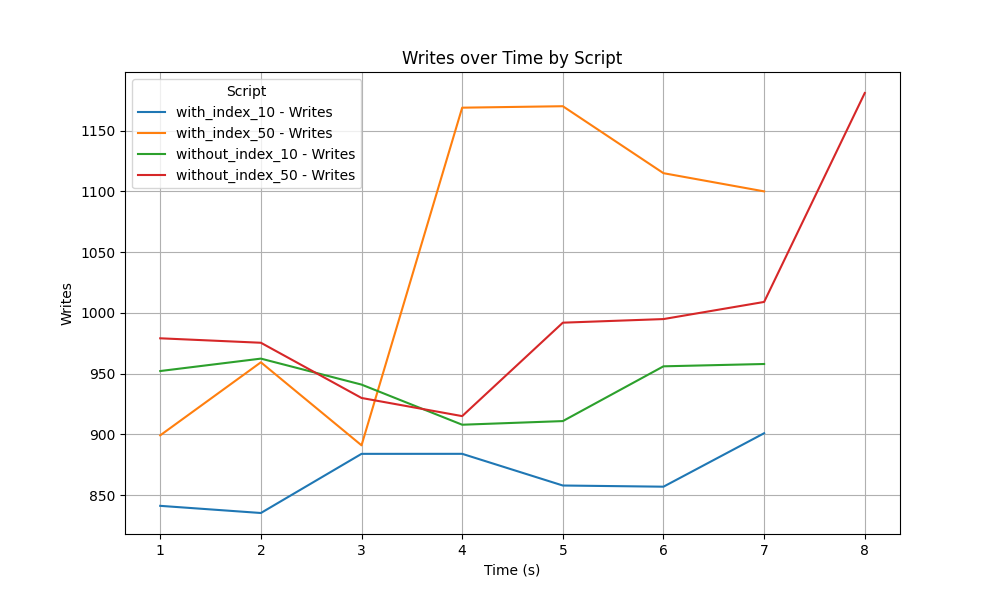 Writes over Time by Script
Script
with_index_10 - Writes
with_index_50 - Writes
without_index_10 - Writes
without_index_50 - Writes
Writes
1150
1100
1050
1000
950
900
850
1 2 3 4 5 6 7 8
Time (s)